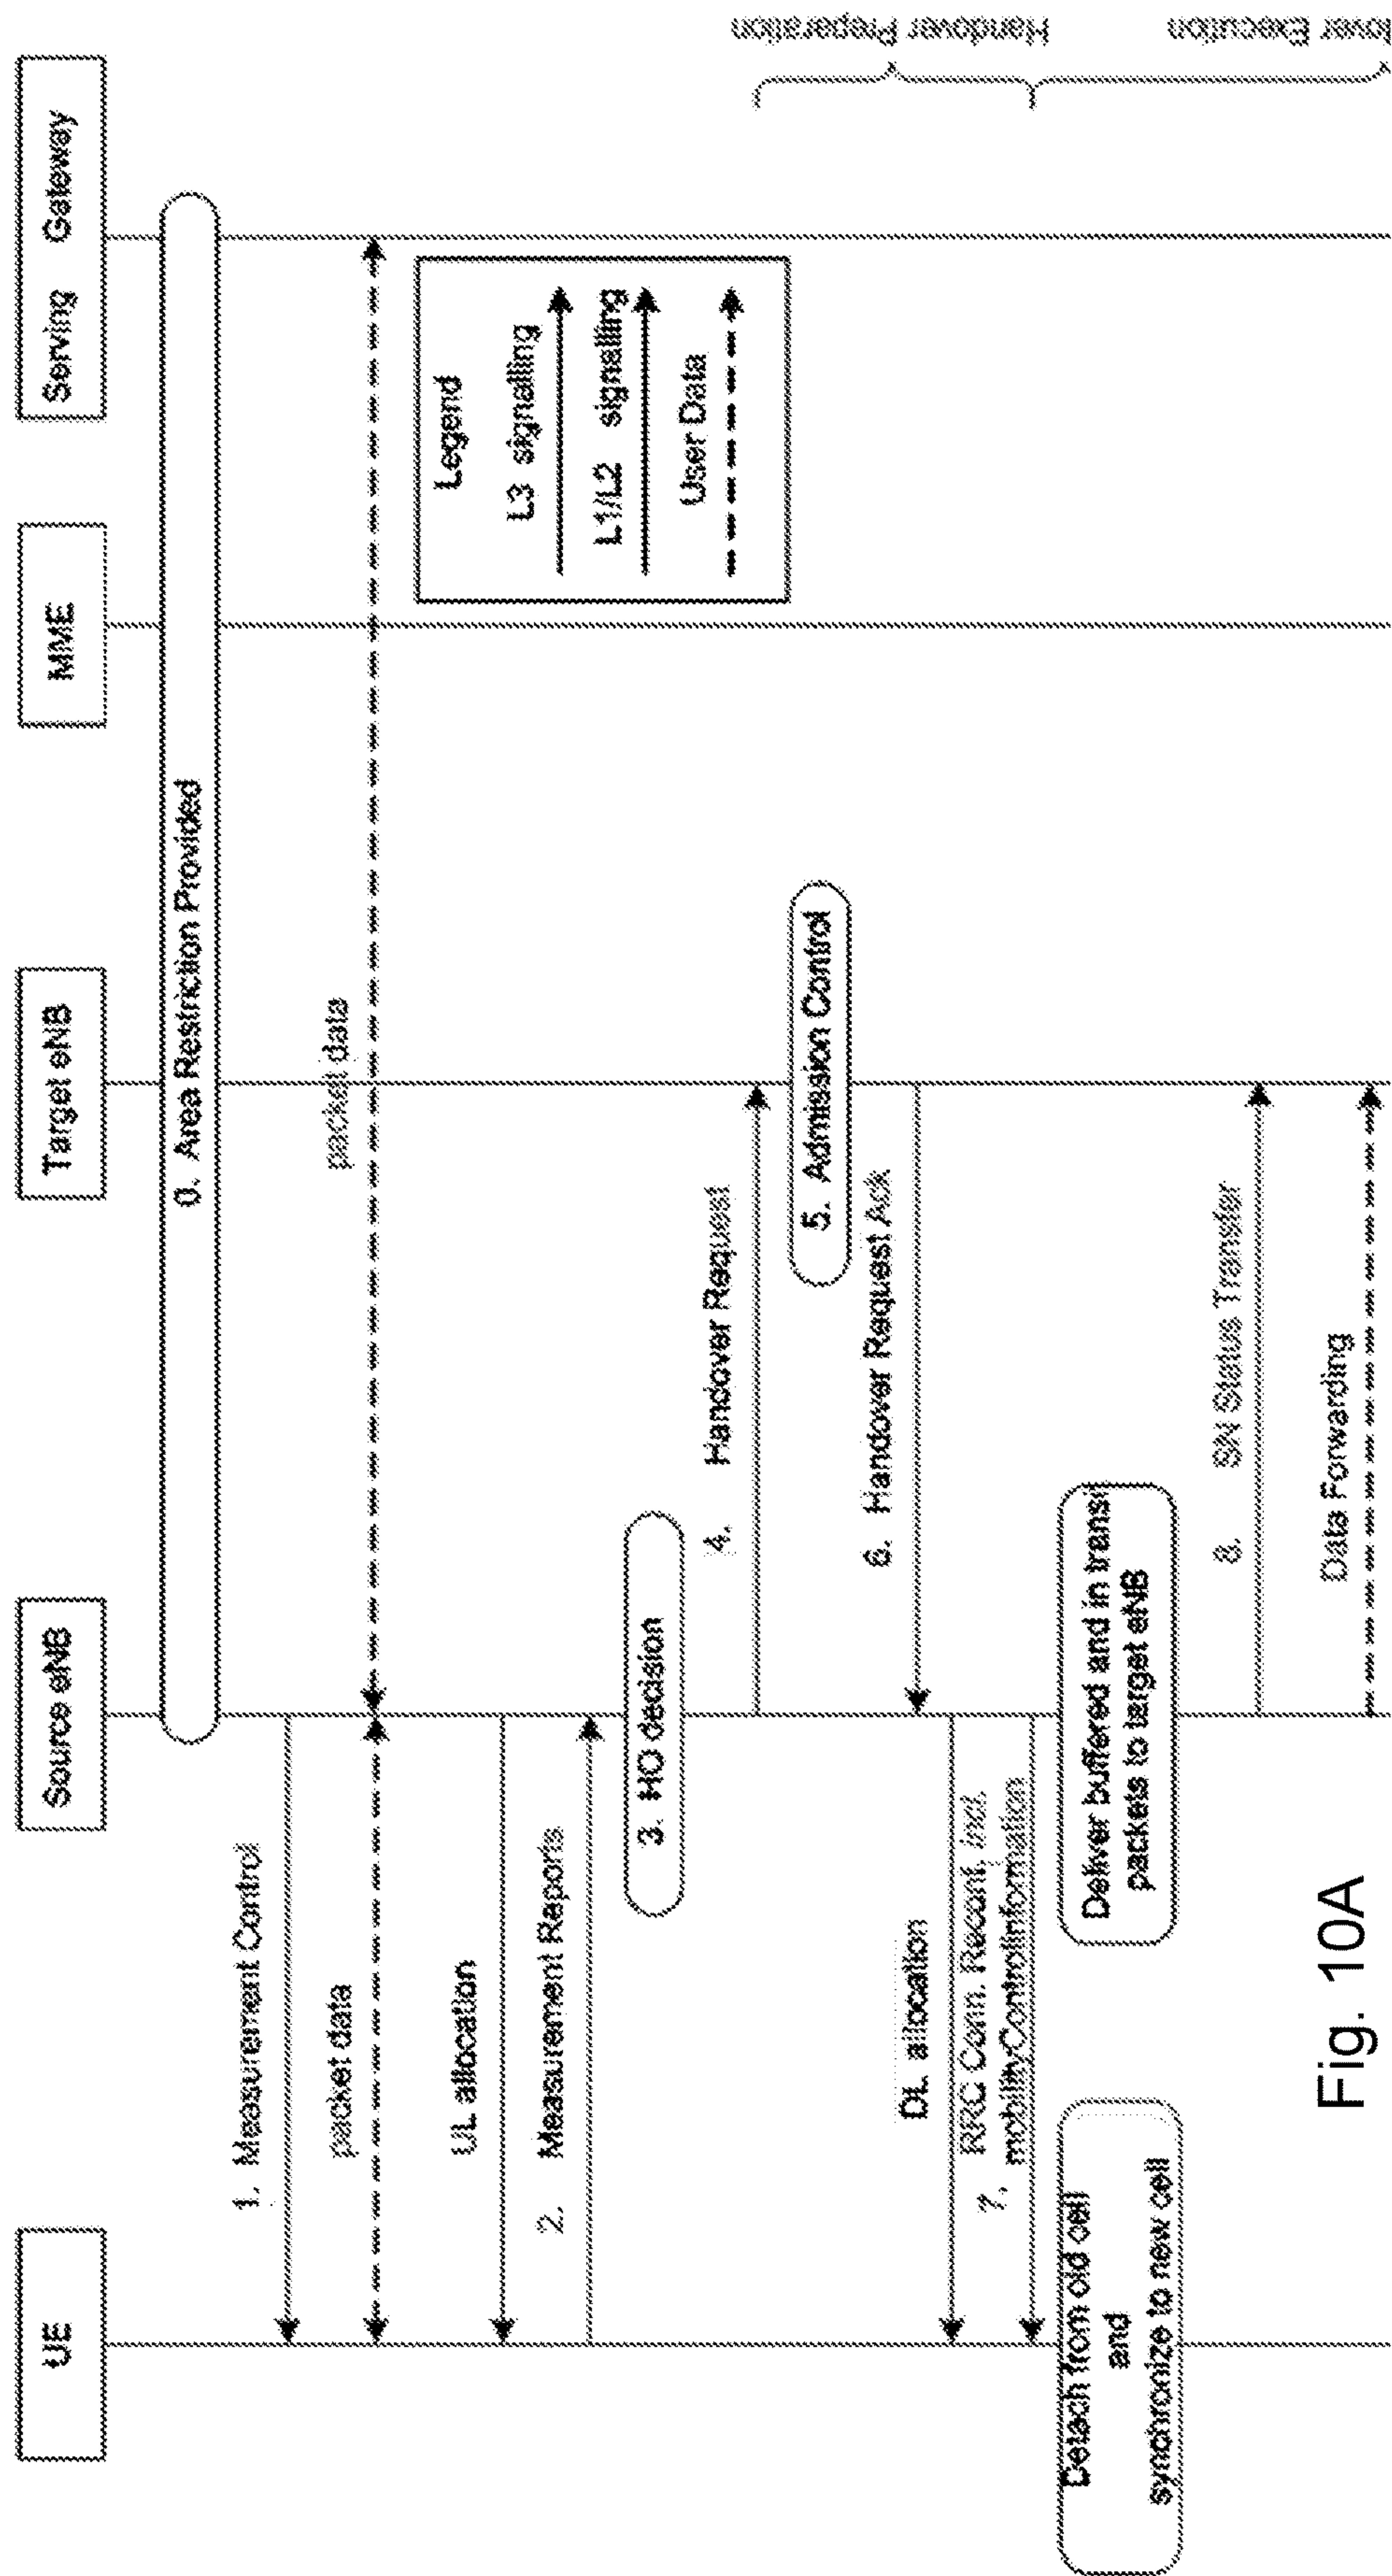 UE
Source eNB
Target eNB
MME
Serving Gateway
0. Area Restriction Provided
1. Measurement Control
packet data
packet data
UL allocation
2. Measurement Reports
3. HO decision
4. Handover Request
5. Admission Control
6. Handover Request Ack
DL allocation
RRC Conn. Reconf. incl.
7. mobilityControlinformation
Detach from old cell
and
synchronize to new cell
Deliver buffered and in transit
packets to target eNB
8. SN Status Transfer
Data Forwarding
Legend
L3 signalling
L1/L2 signalling
User Data
Handover Preparation
over Execution
Fig. 10A